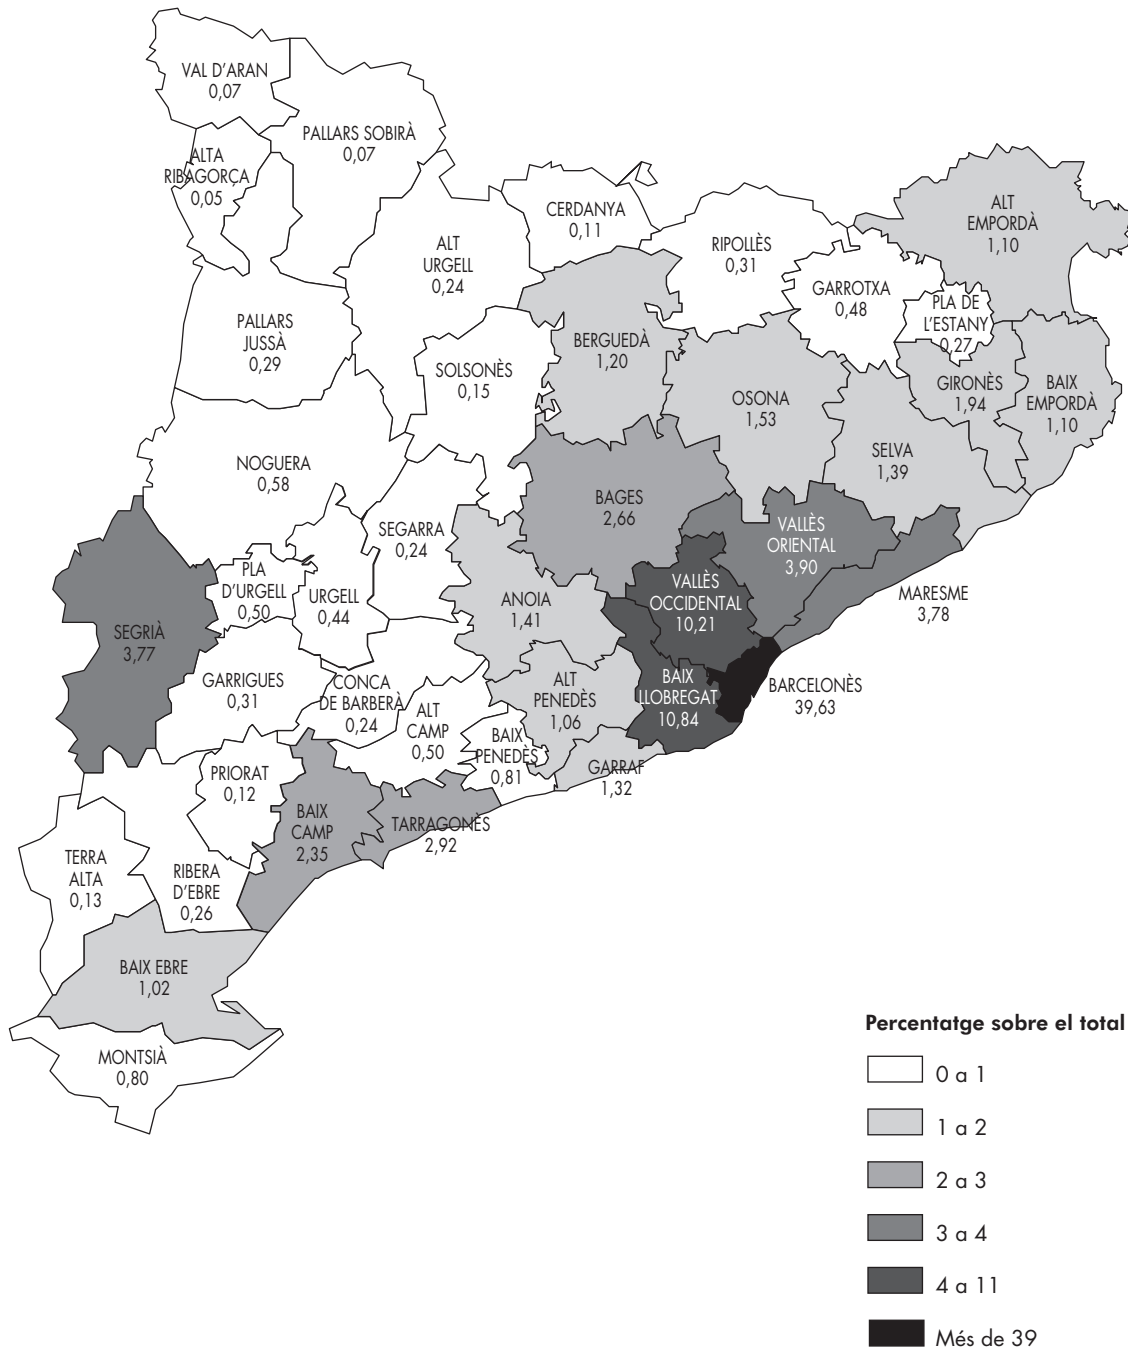 VAL D'ARAN
0,07
PALLARS SOBIRÀ
0,07
ALTA
RIBAGORÇA
0,05
CERDANYA
0,11
ALT
EMPORDÀ
1,10
ALT
URGELL
0,24
RIPOLLÈS
0,31
GARROTXA
0,48
PLA DE
L'ESTANY
0,27
PALLARS
JUSSÀ
0,29
BERGUEDÀ
1,20
SOLSONÈS
0,15
OSONA
1,53
GIRONÈS
1,94
BAIX
EMPORDÀ
1,10
NOGUERA
0,58
SELVA
1,39
BAGES
2,66
SEGARRA
0,24
VALLÈS
ORIENTAL
3,90
PLA
D'URGELL
0,50
URGELL
0,44
ANOIA
1,41
VALLÈS
OCCIDENTAL
10,21
MARESME
3,78
SEGRIÀ
3,77
GARRIGUES
0,31
CONCA
DE BARBERÀ
0,24
ALT
CAMP
0,50
ALT
PENEDÈS
1,06
BAIX
LLOBREGAT
10,84
BARCELONÈS
39,63
BAIX
PENEDÈS
0,81
GARRAF
1,32
PRIORAT
0,12
BAIX
CAMP
2,35
TARRAGONÈS
2,92
TERRA
ALTA
0,13
RIBERA
D'EBRE
0,26
BAIX EBRE
1,02
MONTSIÀ
0,80
Percentatge sobre el total
0 a 1
1 a 2
2 a 3
3 a 4
4 a 11
Més de 39